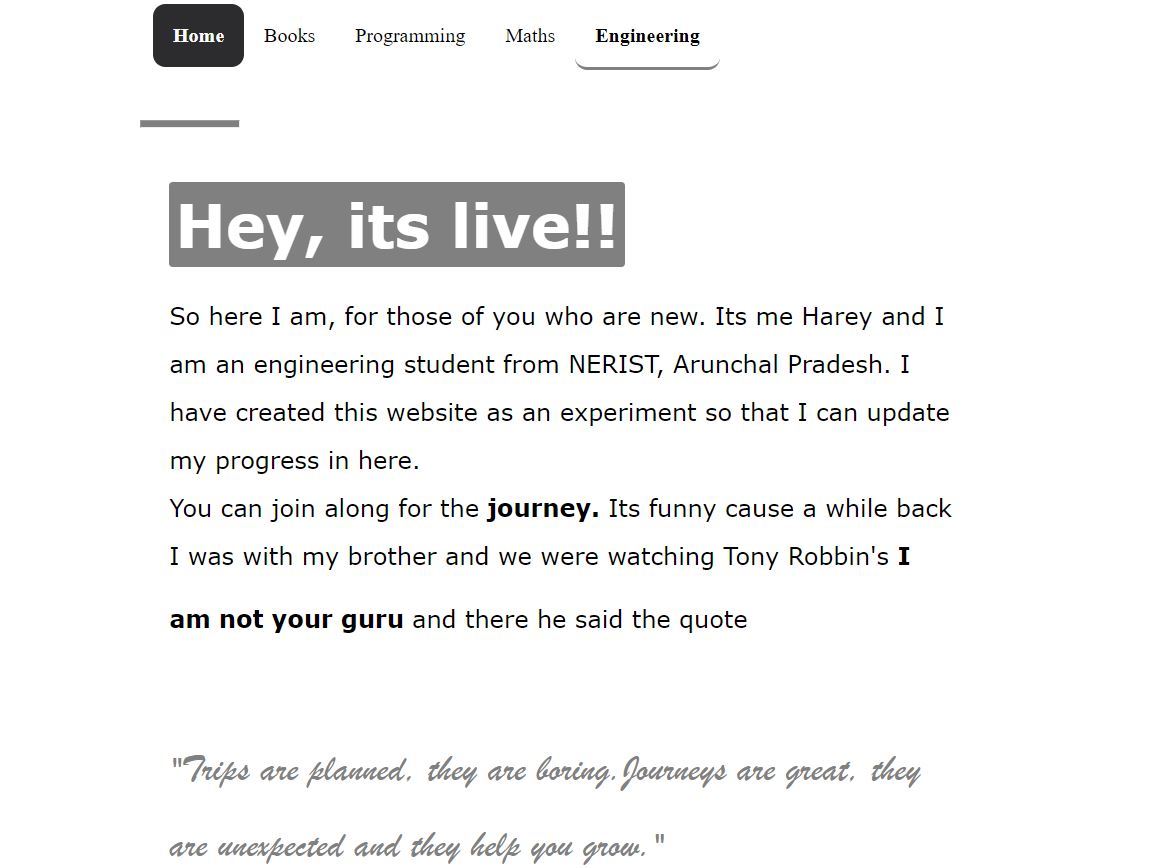 Home Books Programming Maths Engineering
Hey, its live!!
So here I am, for those of you who are new. Its me Harey and I
am an engineering student from NERIST, Arunchal Pradesh. I
have created this website as an experiment so that I can update
my progress in here.
You can join along for the journey. Its funny cause a while back
I was with my brother and we were watching Tony Robbin's I
am not your guru and there he said the quote
"Trips are planned, they are boring.Journeys are great, they
are unexpected and they help you grow."